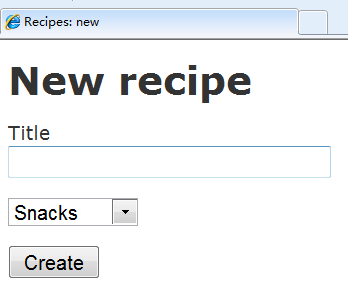 Recipes: new
New recipe
Title
Snacks
Create